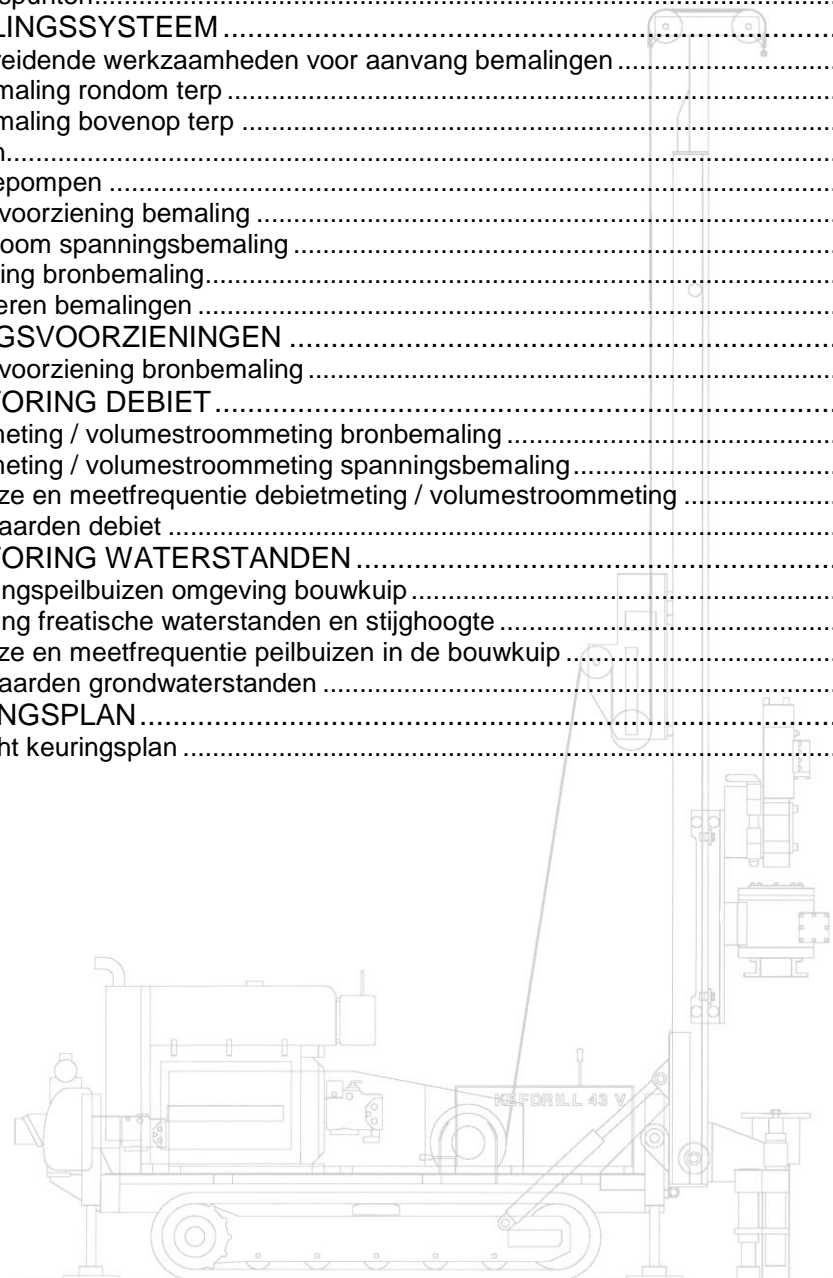 spunten
LINGSSYSTEEM
reidende werkzaamheden voor aanvang bemalingen
maling rondom terp
maling bovenop terp
n
epompen
voorziening bemaling
oom spanningsbemaling
ing bronbemaling
eren bemalingen
GSVOORZIENINGEN
voorziening bronbemaling
ORING DEBIET
meting / volumestroommeting bronbemaling
meting / volumestroommeting spanningsbemaling
ze en meetfrequentie debietmeting / volumestroommeting
aarden debiet
ORING WATERSTANDEN
ngspeilbuizen omgeving bouwkuip
ng freatische waterstanden en stijghoogte
ze en meetfrequentie peilbuizen in de bouwkuip
aarden grondwaterstanden
NGSPLAN
ht keuringsplan
KEFDRILL 43 V